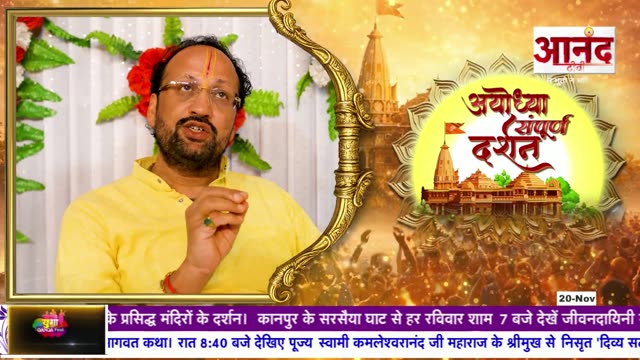 आनंद
टीवी
अयोध्या
संपूर्ण
दर्शन
20-Nov
के प्रसिद्ध मंदिरों के दर्शन। कानपुर के सरसैया घाट से हर रविवार शाम 7 बजे देखें जीवनदायिनी
GANGA
ागवत कथा। रात 8:40 बजे देखिए पूज्य स्वामी कमलेश्वरानंद जी महाराज के श्रीमुख से निसृत 'दिव्य स